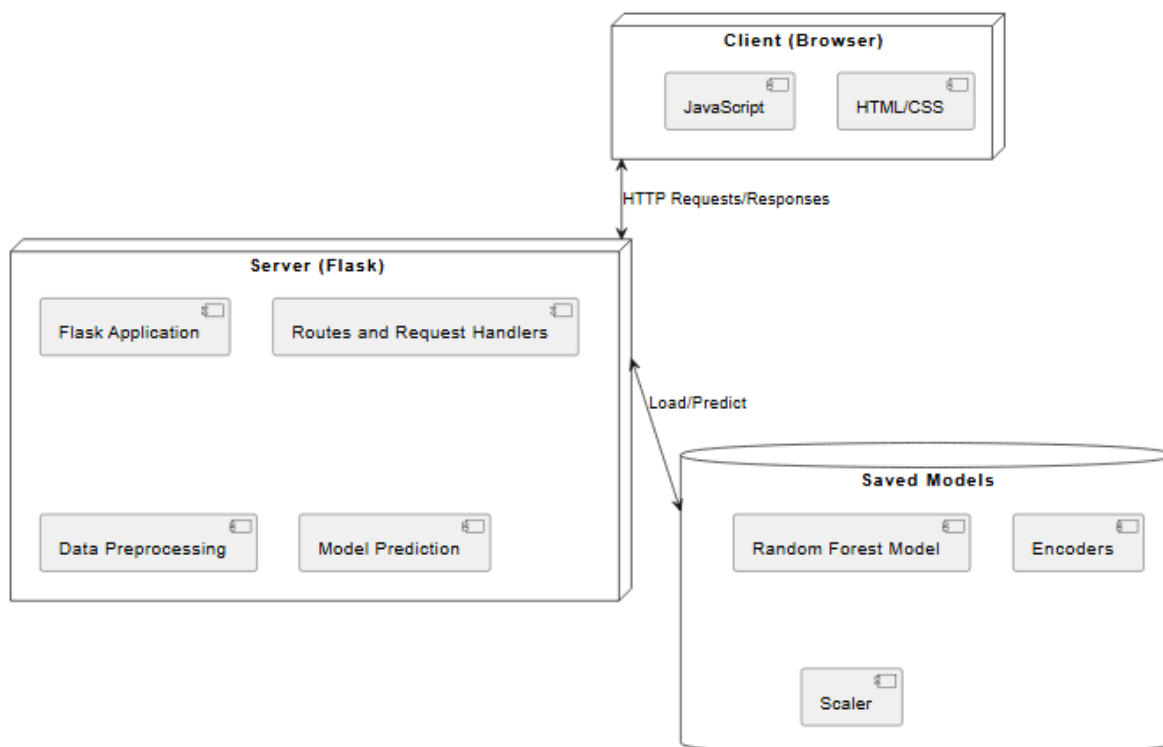 Client (Browser)
JavaScript
HTML/CSS
HTTP Requests/Responses
Server (Flask)
Flask Application
Routes and Request Handlers
Load/Predict
Data Preprocessing
Model Prediction
Saved Models
Random Forest Model
Encoders
Scaler